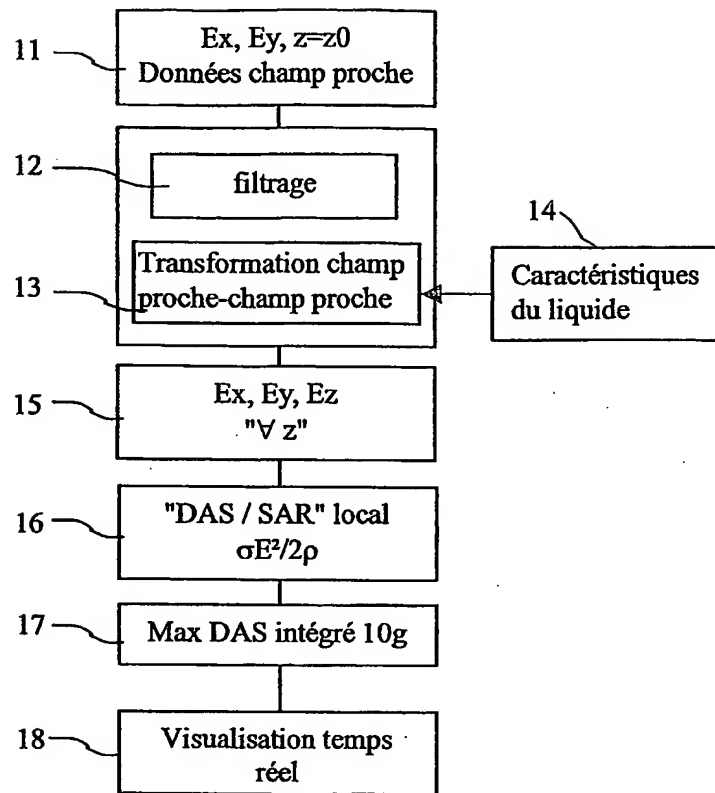 11
Ex, Ey, z=z0
Données champ proche
12
filtrage
14
13
Transformation champ
proche-champ proche
Caractéristiques
du liquide
15
Ex, Ey, Ez
"∀ z"
16
"DAS / SAR" local
σE²/2ρ
17
Max DAS intégré 10g
18
Visualisation temps
réel